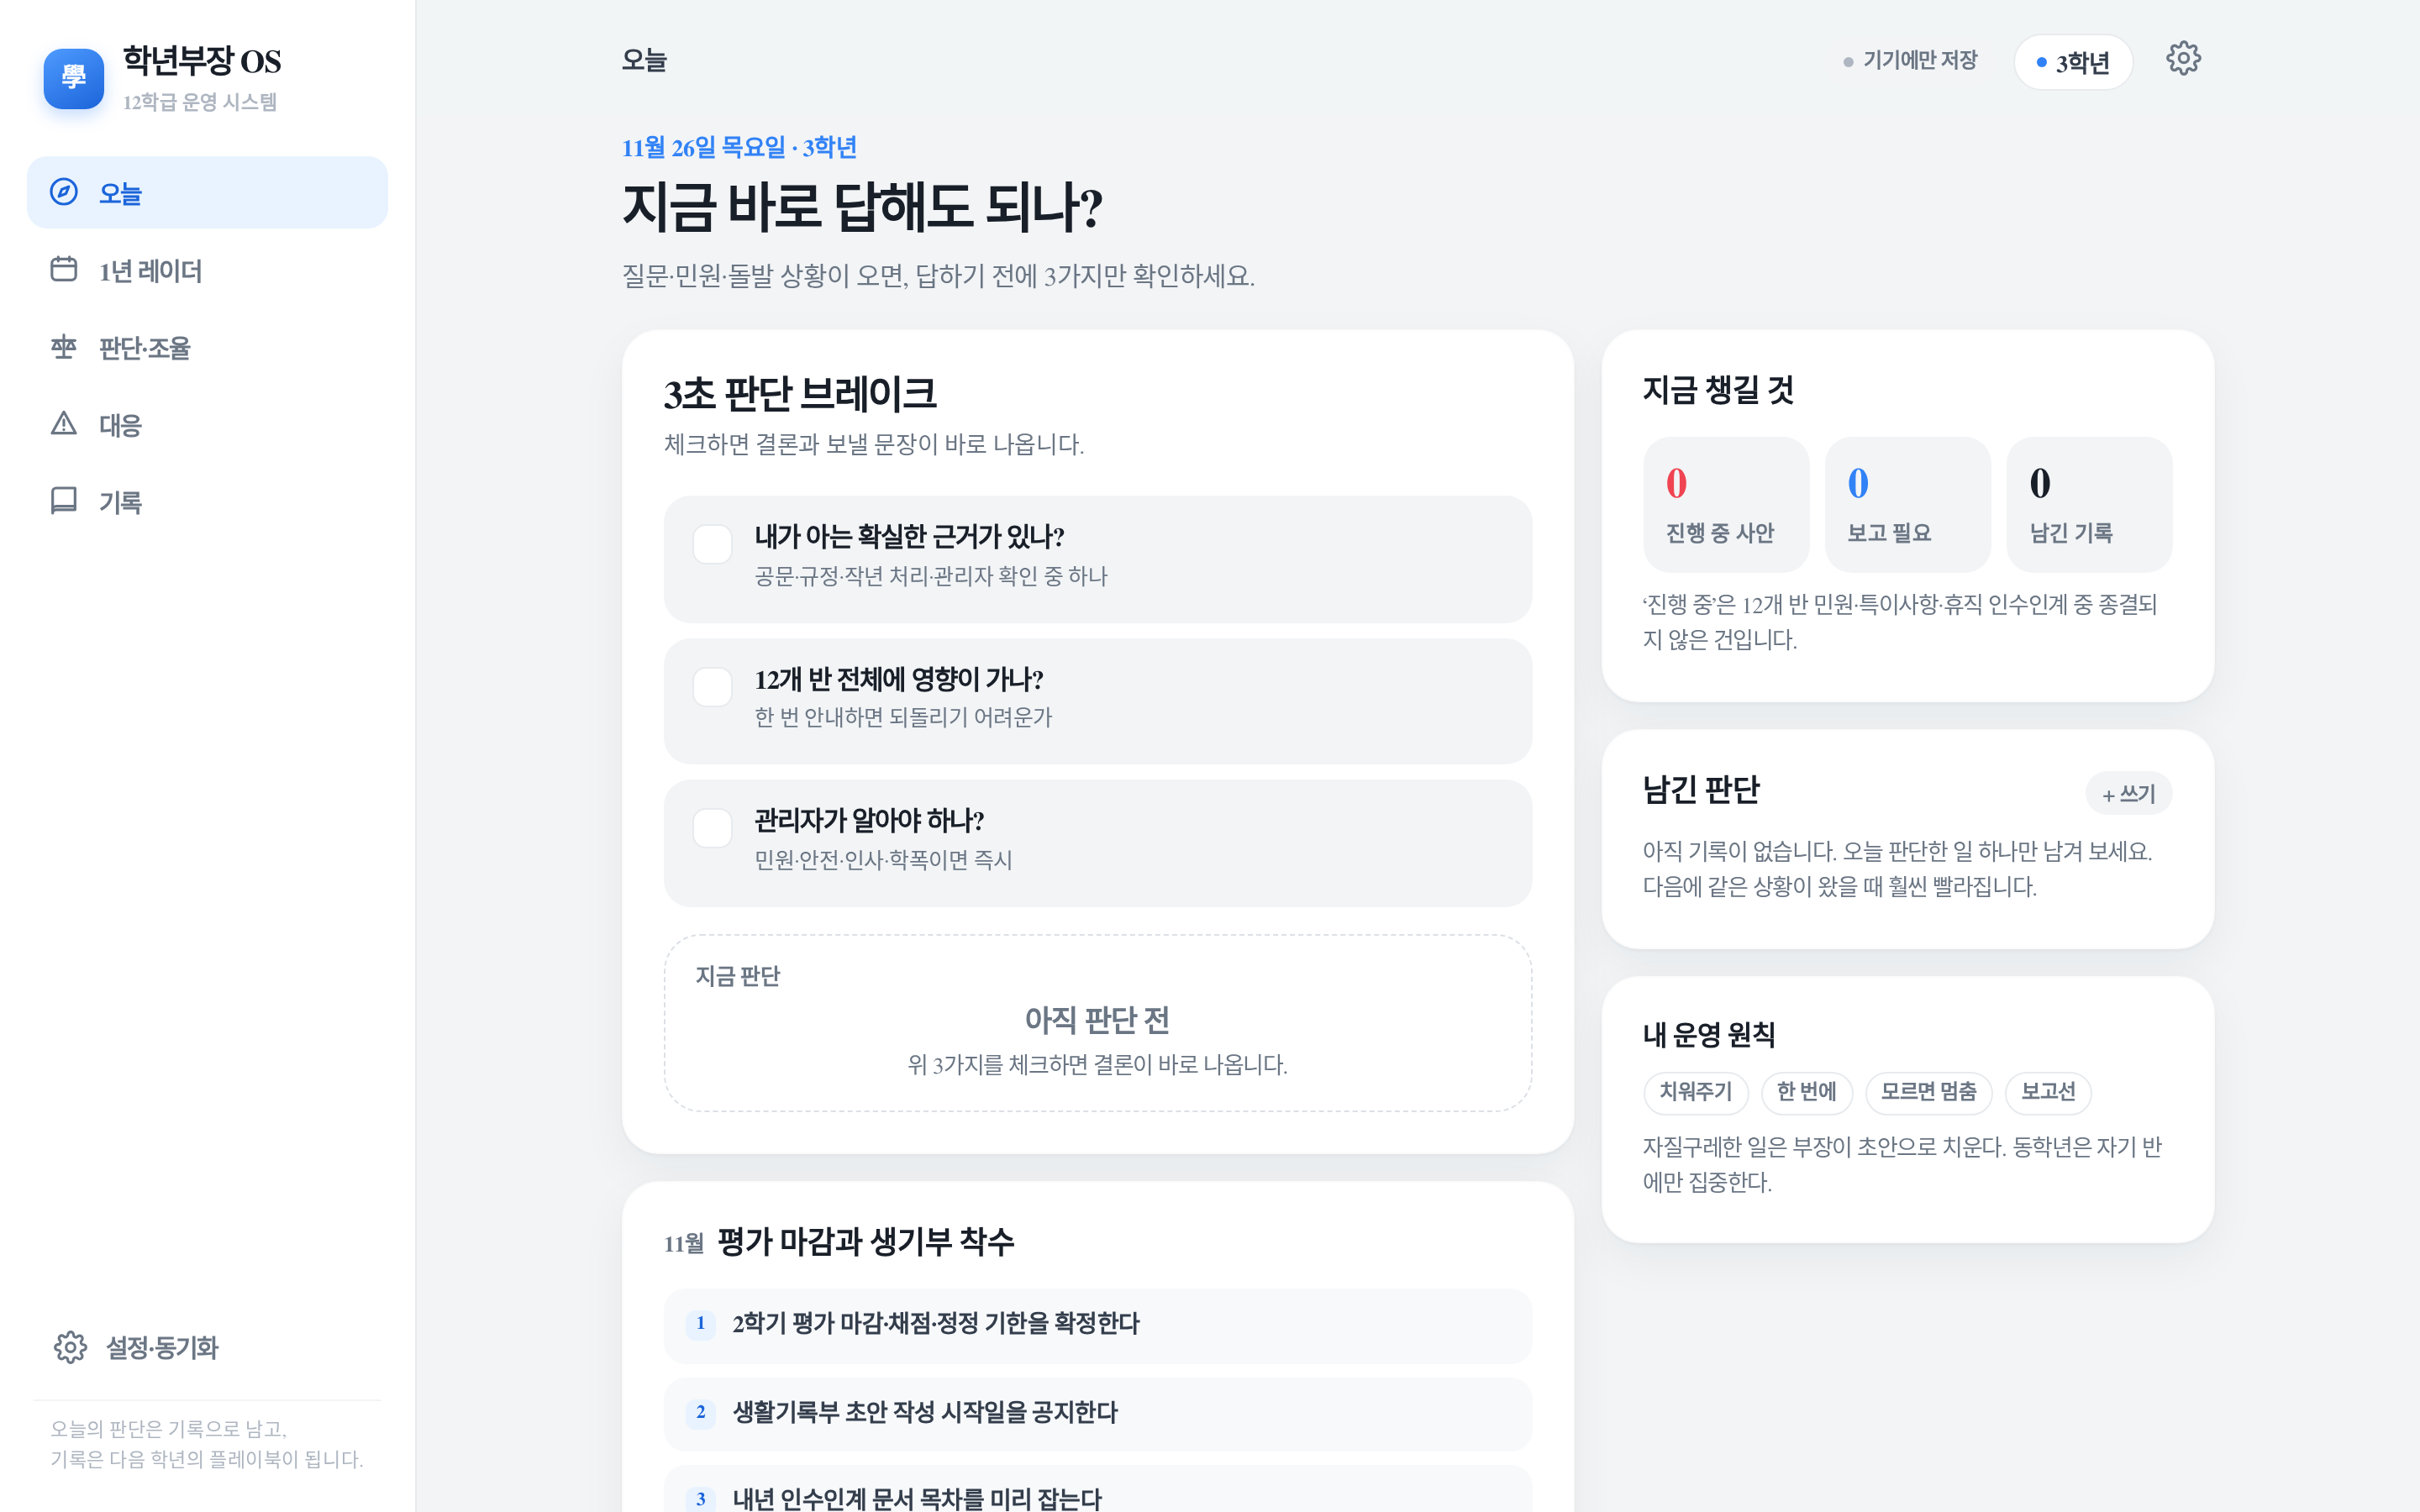 學
학년부장 OS
12학급 운영 시스템
오늘
1년 레이더
판단·조율
대응
기록
설정·동기화
오늘의 판단은 기록으로 남고,
기록은 다음 학년의 플레이북이 됩니다.
오늘
기기에만 저장
3학년
11월 26일 목요일 · 3학년
지금 바로 답해도 되나?
질문·민원·돌발 상황이 오면, 답하기 전에 3가지만 확인하세요.
3초 판단 브레이크
체크하면 결론과 보낼 문장이 바로 나옵니다.
내가 아는 확실한 근거가 있나?
공문·규정·작년 처리·관리자 확인 중 하나
12개 반 전체에 영향이 가나?
한 번 안내하면 되돌리기 어려운가
관리자가 알아야 하나?
민원·안전·인사·학폭이면 즉시
지금 판단
아직 판단 전
위 3가지를 체크하면 결론이 바로 나옵니다.
11월 평가 마감과 생기부 착수
1 2학기 평가 마감·채점·정정 기한을 확정한다
2 생활기록부 초안 작성 시작일을 공지한다
3 내년 인수인계 문서 목차를 미리 잡는다
지금 챙길 것
0 0 0
진행 중 사안 보고 필요 남긴 기록
‘진행 중’은 12개 반 민원·특이사항·휴직 인수인계 중 종결되
지 않은 건입니다.
남긴 판단
+ 쓰기
아직 기록이 없습니다. 오늘 판단한 일 하나만 남겨 보세요.
다음에 같은 상황이 왔을 때 훨씬 빨라집니다.
내 운영 원칙
치워주기 한 번에 모르면 멈춤 보고선
자질구레한 일은 부장이 초안으로 치운다. 동학년은 자기 반
에만 집중한다.